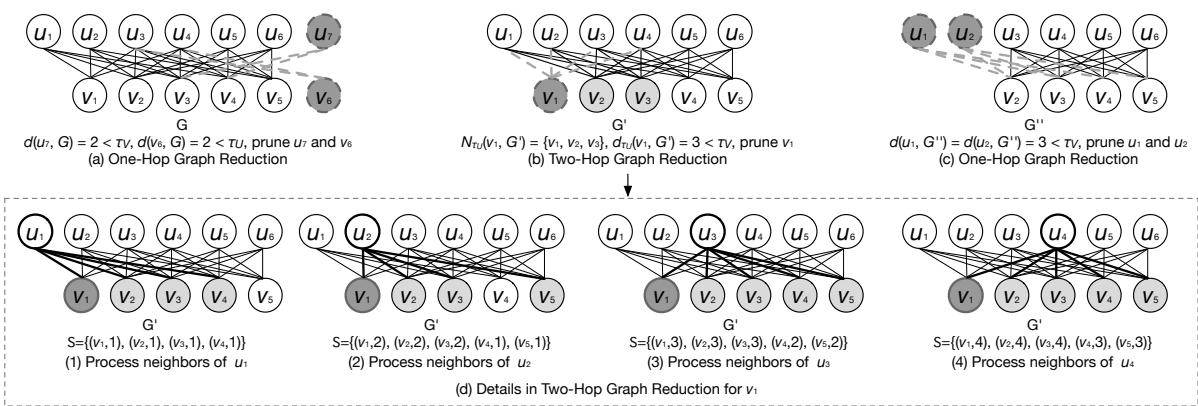 u₁ u₂ u₃ u₄ u₅ u₆ u₇
v₁ v₂ v₃ v₄ v₅ v₆
G
d(u₇, G) = 2 < τV, d(v₆, G) = 2 < τU, prune u₇ and v₆
(a) One-Hop Graph Reduction
u₁ u₂ u₃ u₄ u₅ u₆
v₁ v₂ v₃ v₄ v₅
G'
NτU(v₁, G') = {v₁, v₂, v₃}, dτU(v₁, G') = 3 < τV, prune v₁
(b) Two-Hop Graph Reduction
u₁ u₂ u₃ u₄ u₅ u₆
v₂ v₃ v₄ v₅
G''
d(u₁, G'') = d(u₂, G'') = 3 < τV, prune u₁ and u₂
(c) One-Hop Graph Reduction
u₁ u₂ u₃ u₄ u₅ u₆
v₁ v₂ v₃ v₄ v₅
G'
S={(v₁,1), (v₂,1), (v₃,1), (v₄,1)}
(1) Process neighbors of u₁
u₁ u₂ u₃ u₄ u₅ u₆
v₁ v₂ v₃ v₄ v₅
G'
S={(v₁,2), (v₂,2), (v₃,2), (v₄,1), (v₅,1)}
(2) Process neighbors of u₂
u₁ u₂ u₃ u₄ u₅ u₆
v₁ v₂ v₃ v₄ v₅
G'
S={(v₁,3), (v₂,3), (v₃,3), (v₄,2), (v₅,2)}
(3) Process neighbors of u₃
u₁ u₂ u₃ u₄ u₅ u₆
v₁ v₂ v₃ v₄ v₅
G'
S={(v₁,4), (v₂,4), (v₃,4), (v₄,3), (v₅,3)}
(4) Process neighbors of u₄
(d) Details in Two-Hop Graph Reduction for v₁